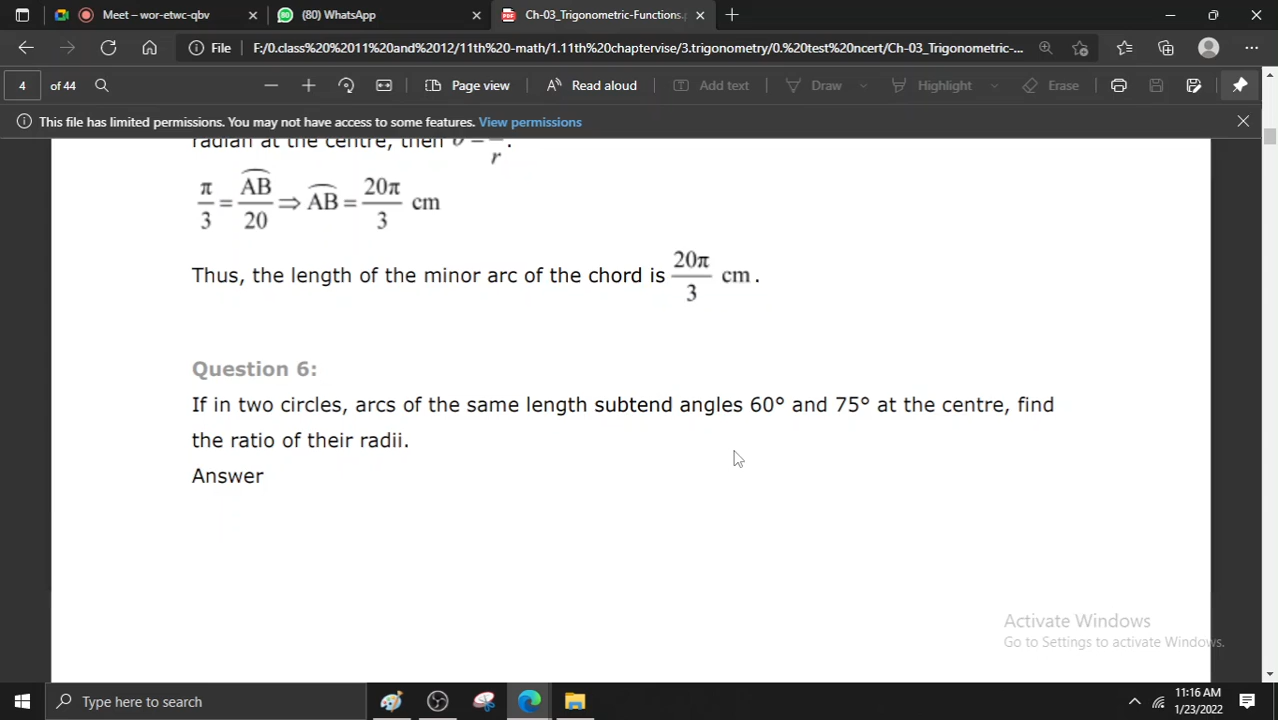 Meet – wor-etwc-qbv
(80) WhatsApp
Ch-03_Trigonometric-Functions.
File
F:/0.class%20%2011%20and%2012/11th%20-math/1.11th%20chaptervise/3.trigonometry/0.%20test%20ncert/Ch-03_Trigonometric-...
4 of 44
Page view
Read aloud
Add text
Draw
Highlight
Erase
This file has limited permissions. You may not have access to some features. View permissions
radian at the centre, then θ = — r .
π/3 = AB/20 ⇒ AB = 20π/3 cm
Thus, the length of the minor arc of the chord is 20π/3 cm.
Question 6:
If in two circles, arcs of the same length subtend angles 60° and 75° at the centre, find
the ratio of their radii.
Answer
Activate Windows
Go to Settings to activate Windows.
Type here to search
11:16 AM
1/23/2022